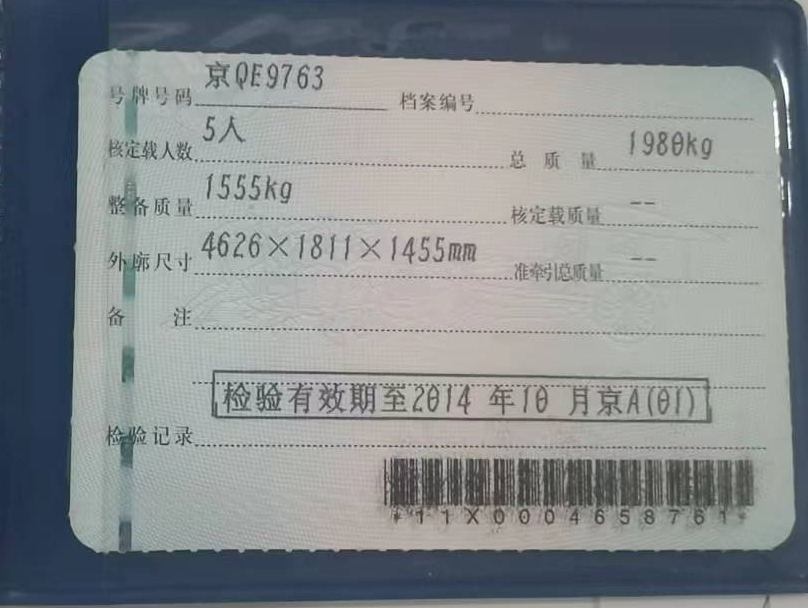 号牌号码 京QE9763 档案编号
核定载人数 5人 总质量 1980kg
整备质量 1555kg 核定载质量 --
外廓尺寸 4626×1811×1455mm 准牵引总质量 --
备注
检验有效期至2014年10月京A(01)
检验记录
*11X0004658761*